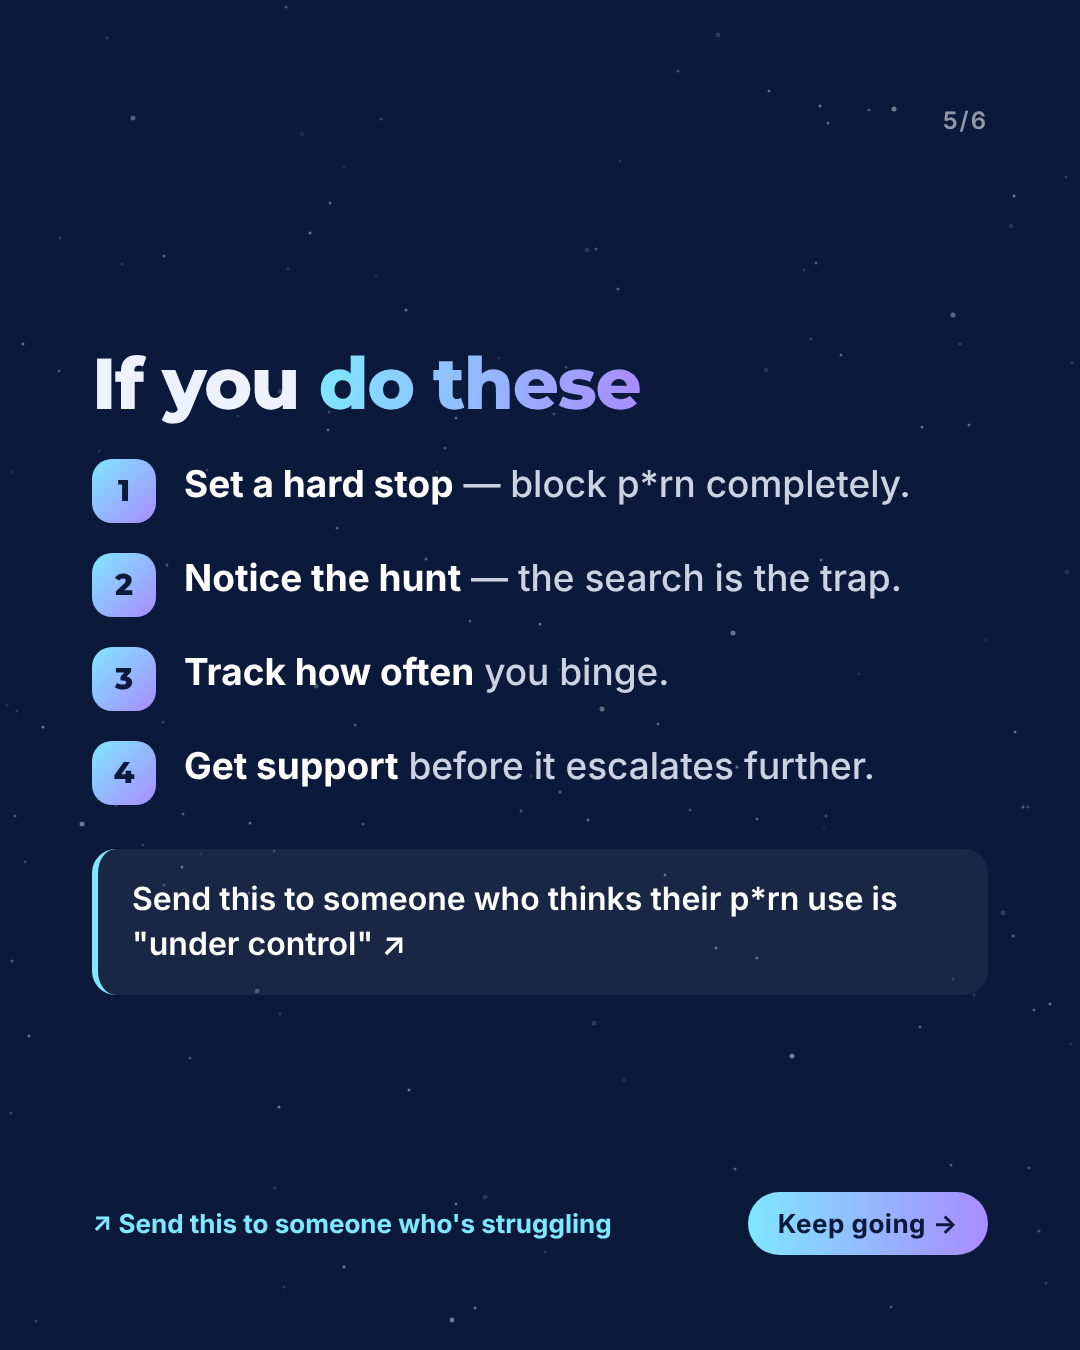 5/6
If you do these
1 Set a hard stop — block p*rn completely.
2 Notice the hunt — the search is the trap.
3 Track how often you binge.
4 Get support before it escalates further.
Send this to someone who thinks their p*rn use is
"under control" ↗
↗ Send this to someone who's struggling
Keep going →